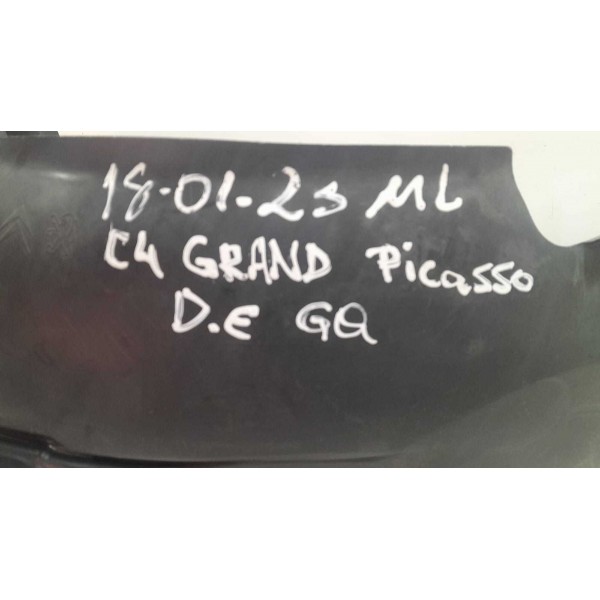 18-01-23 ML
C4 GRAND Picasso
D.E GQ